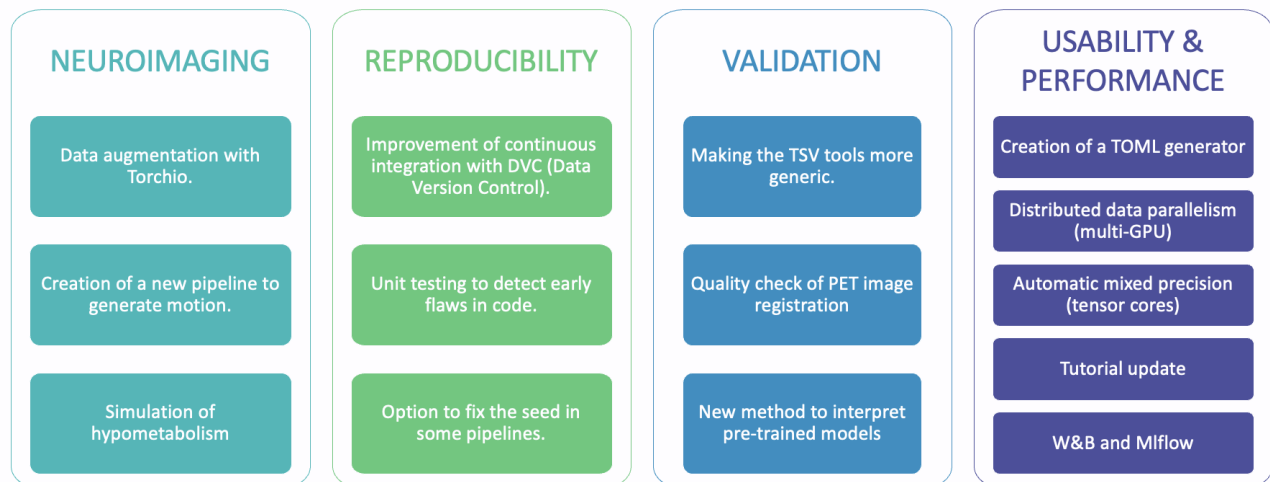 NEUROIMAGING
Data augmentation with
Torchio.
Creation of a new pipeline to
generate motion.
Simulation of
hypometabolism
REPRODUCIBILITY
Improvement of continuous
integration with DVC (Data
Version Control).
Unit testing to detect early
flaws in code.
Option to fix the seed in
some pipelines.
VALIDATION
Making the TSV tools more
generic.
Quality check of PET image
registration
New method to interpret
pre-trained models
USABILITY &
PERFORMANCE
Creation of a TOML generator
Distributed data parallelism
(multi-GPU)
Automatic mixed precision
(tensor cores)
Tutorial update
W&B and Mlflow